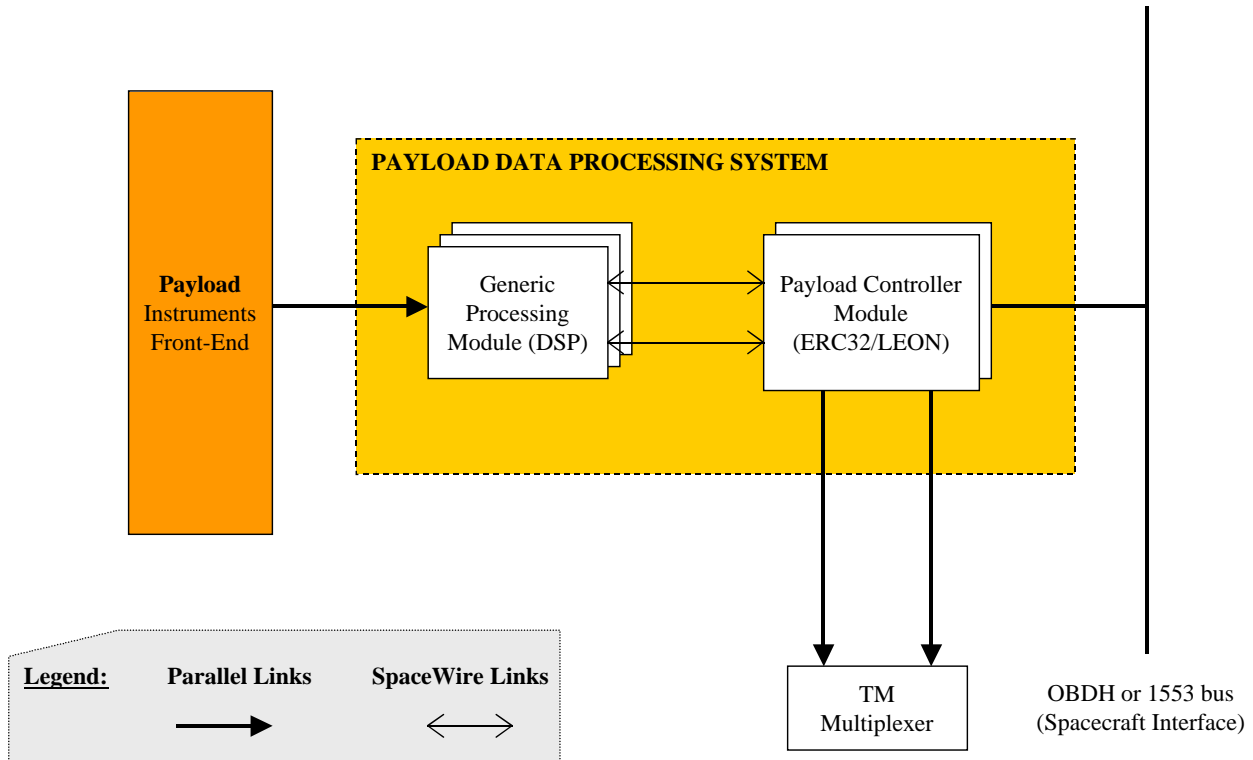 PAYLOAD DATA PROCESSING SYSTEM
Payload
Instruments
Front-End
Generic
Processing
Module (DSP)
Payload Controller
Module
(ERC32/LEON)
Legend:
Parallel Links
SpaceWire Links
TM
Multiplexer
OBDH or 1553 bus
(Spacecraft Interface)